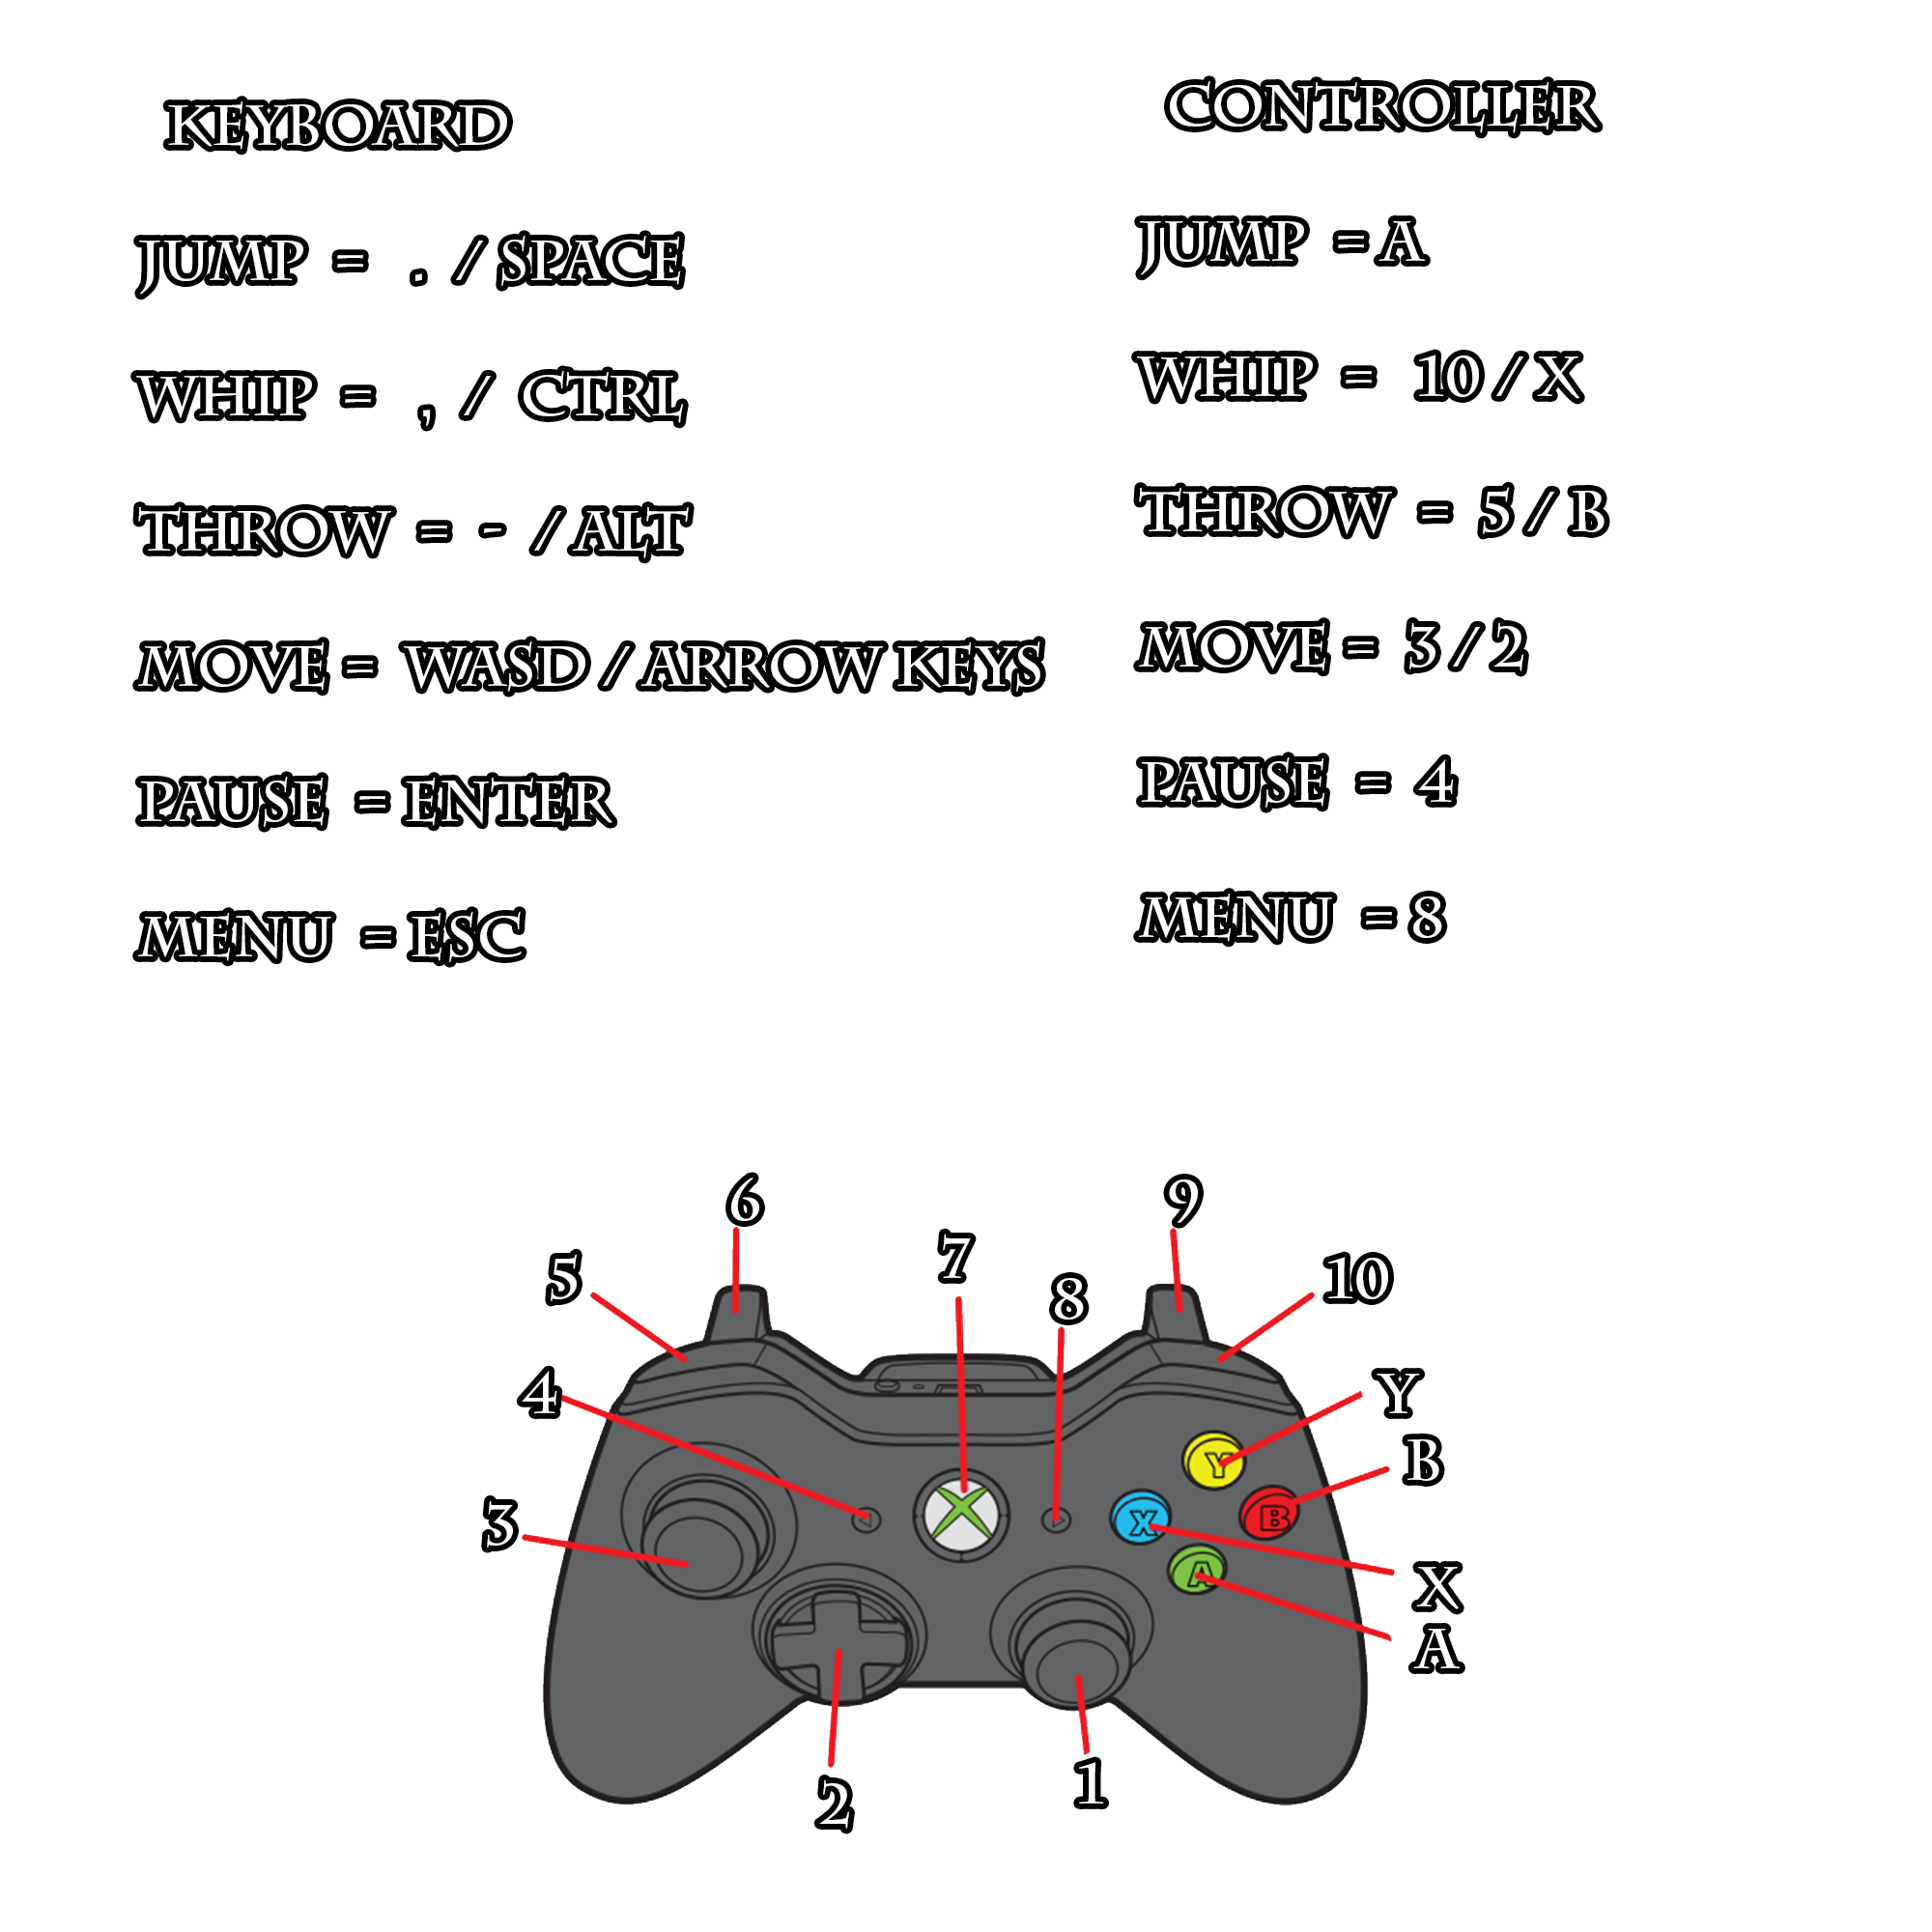 KEYBOARD
JUMP = . / SPACE
WHIP = , / CTRL
THROW = - / ALT
MOVE = WASD / ARROW KEYS
PAUSE = ENTER
MENU = ESC
CONTROLLER
JUMP = A
WHIP = 10 / X
THROW = 5 / B
MOVE = 3 / 2
PAUSE = 4
MENU = 8
6
9
7
5
10
8
4
Y
B
3
X
A
1
2
Y
B
X
A